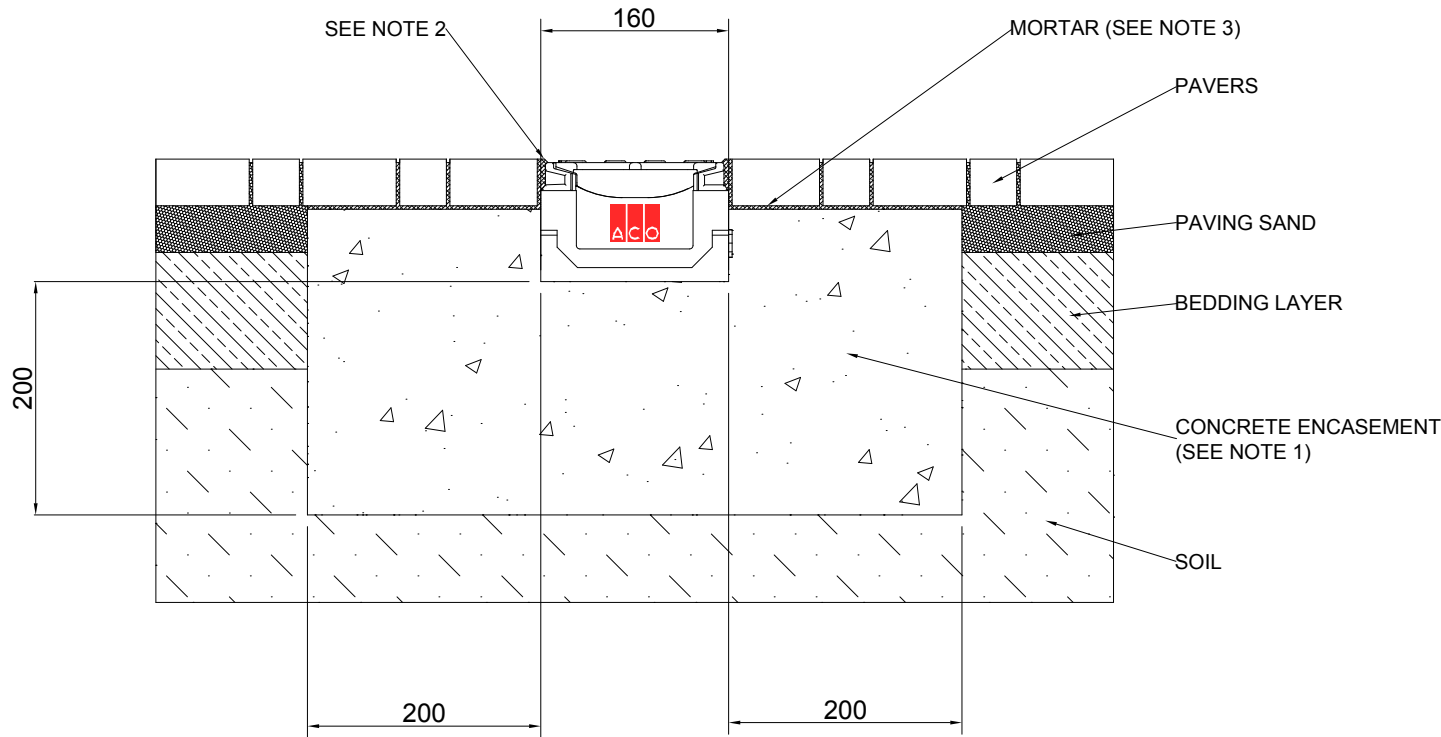 160
SEE NOTE 2
MORTAR (SEE NOTE 3)
PAVERS
ACO
PAVING SAND
BEDDING LAYER
200
CONCRETE ENCASEMENT
(SEE NOTE 1)
SOIL
200
200